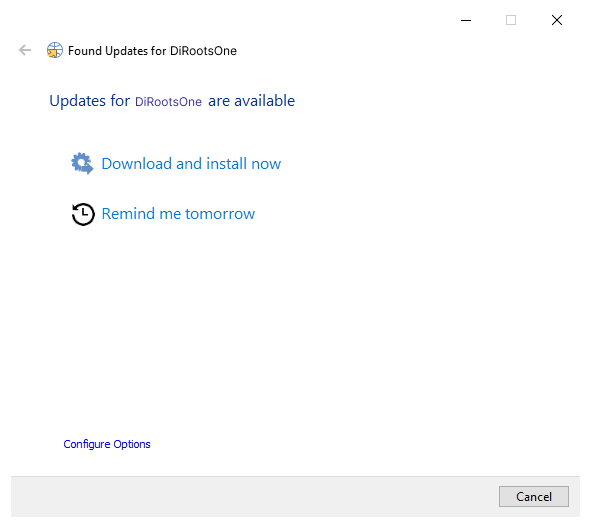 Found Updates for DiRootsOne
Updates for DiRootsOne are available
Download and install now
Remind me tomorrow
Configure Options
Cancel